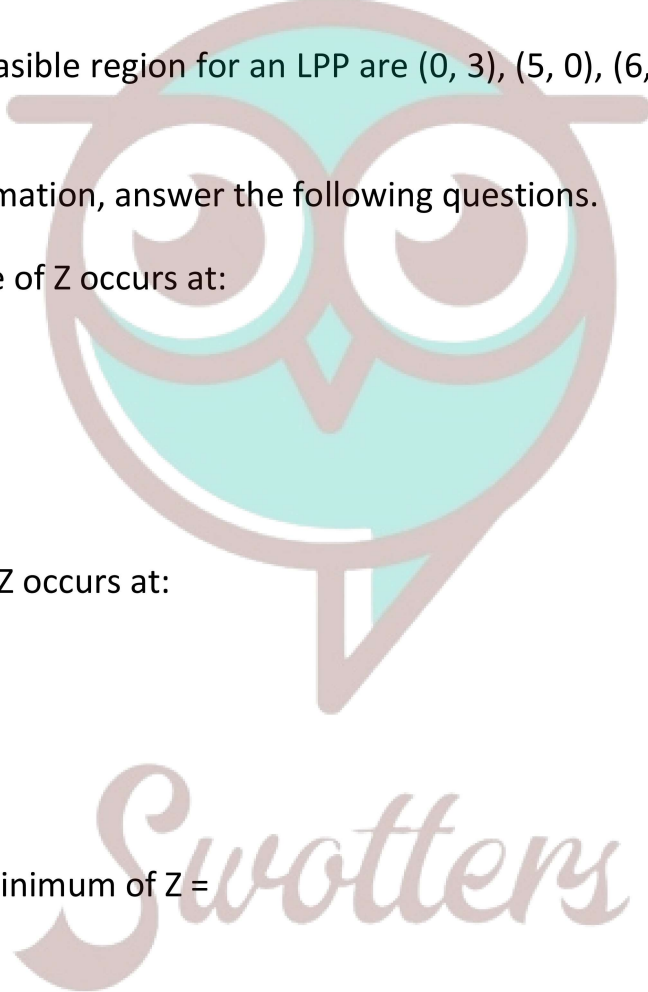 asible region for an LPP are (0, 3), (5, 0), (6,
mation, answer the following questions.
e of Z occurs at:
Z occurs at:
inimum of Z =
Swotters